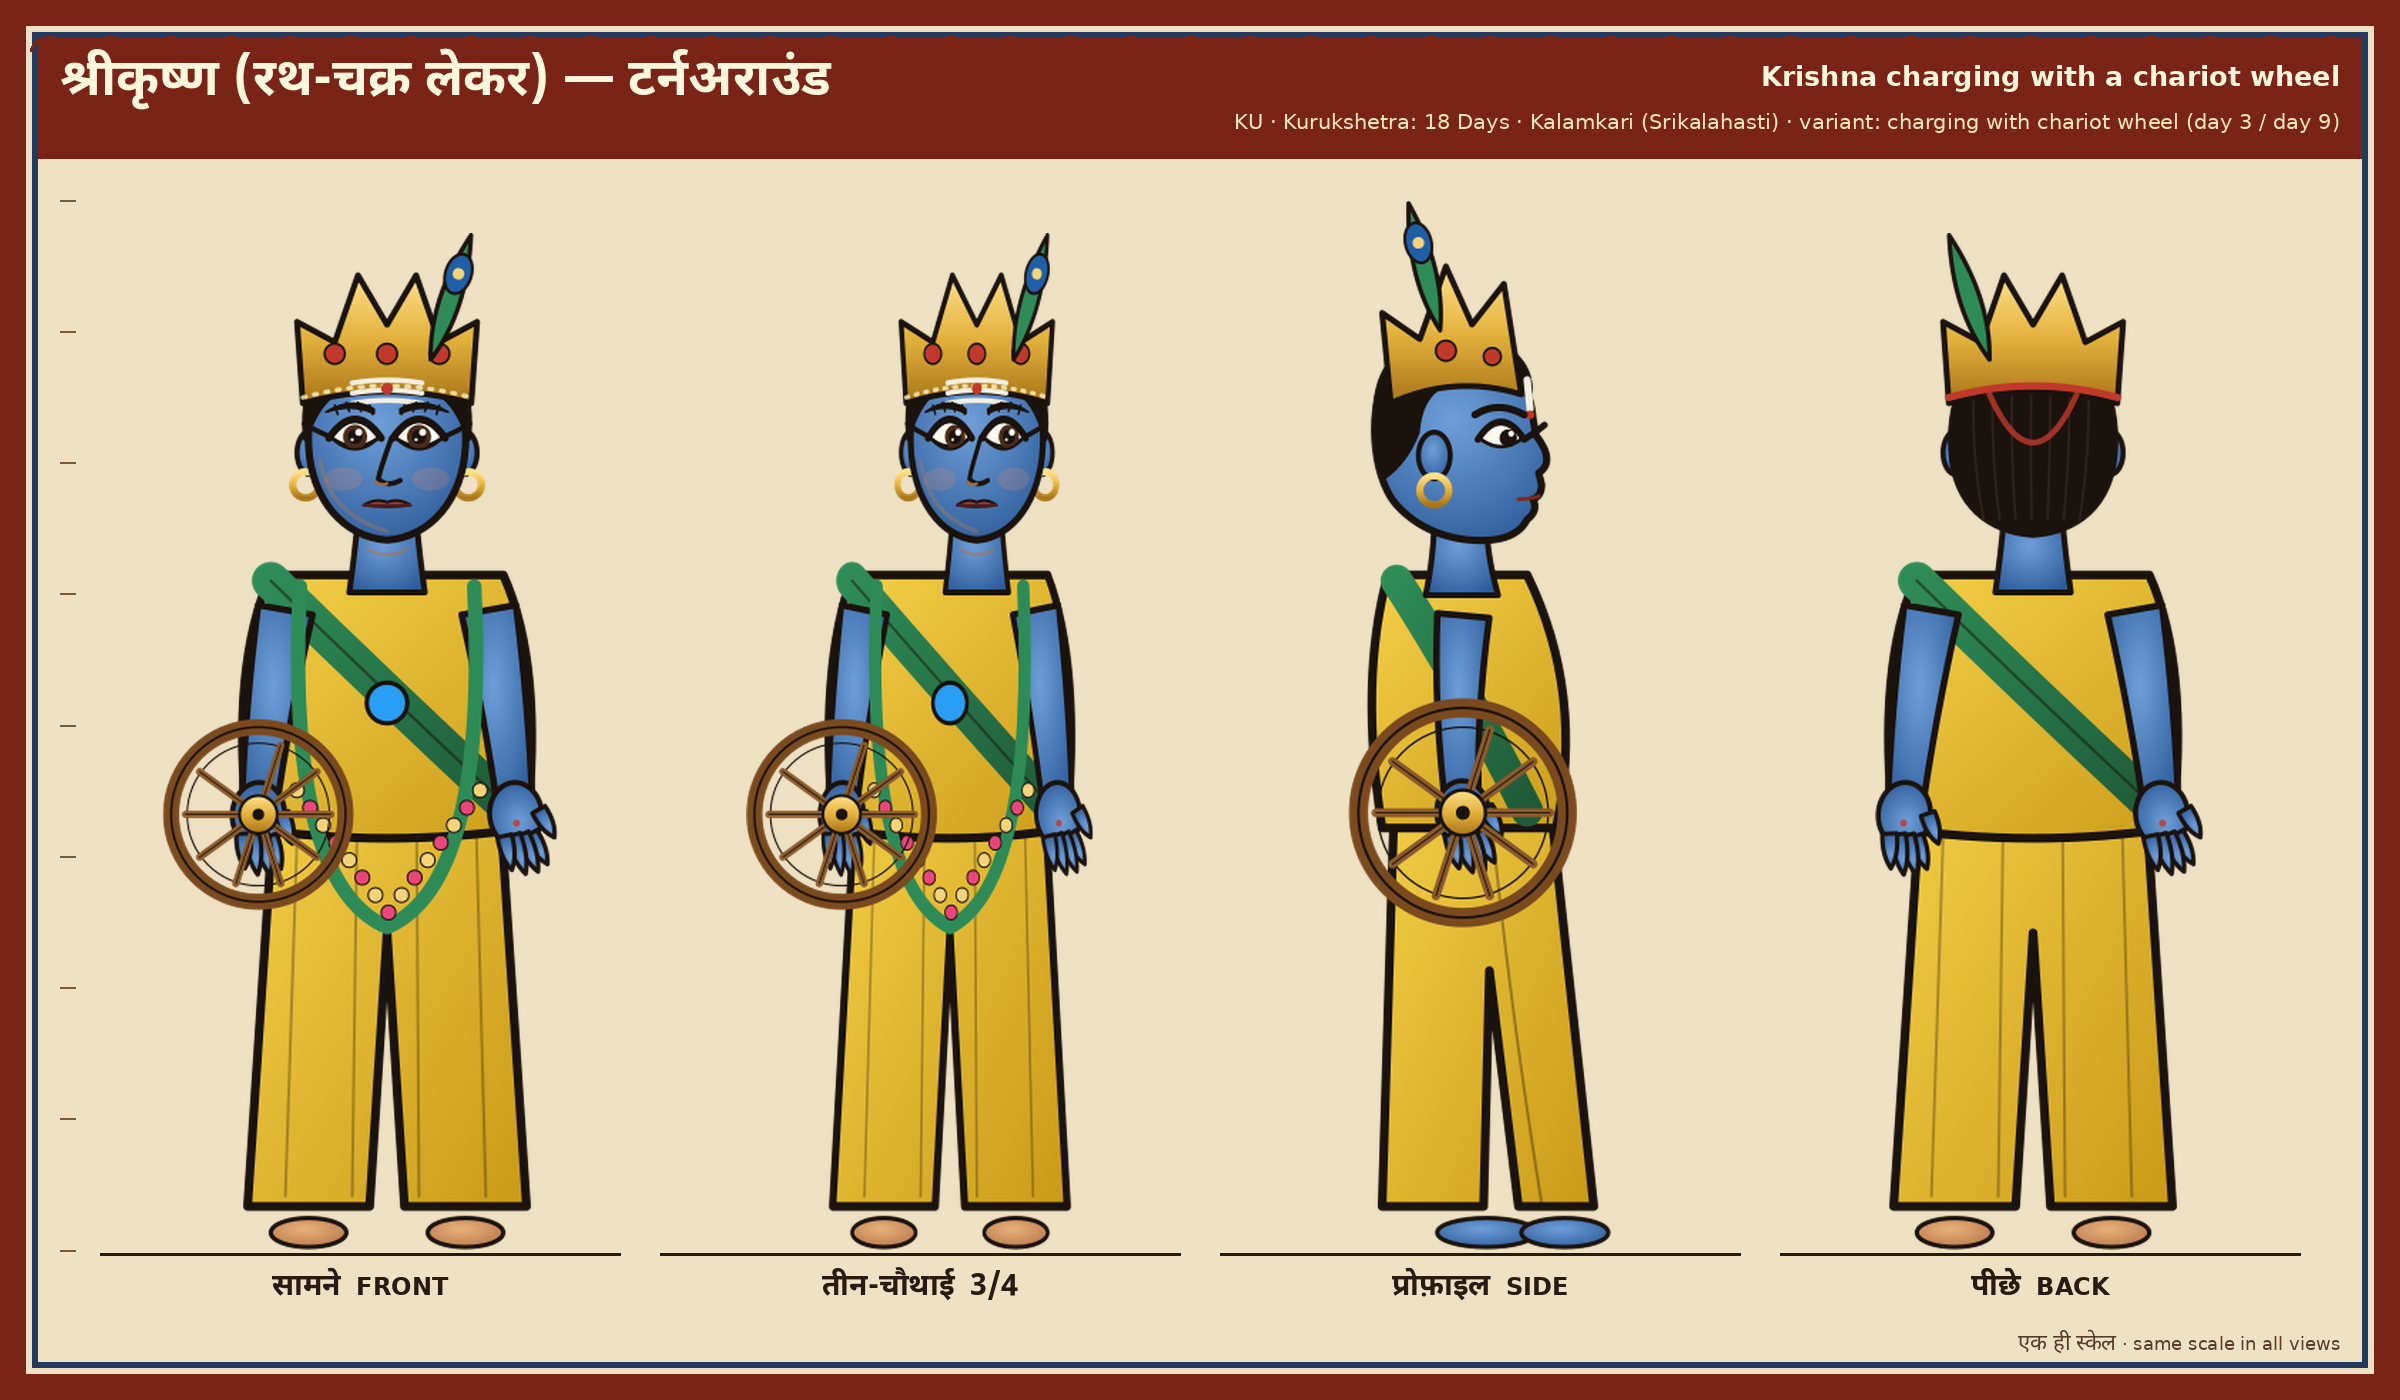 श्रीकृष्ण (रथ-चक्र लेकर) — टर्नअराउंड
Krishna charging with a chariot wheel
KU · Kurukshetra: 18 Days · Kalamkari (Srikalahasti) · variant: charging with chariot wheel (day 3 / day 9)
सामने FRONT
तीन-चौथाई 3/4
प्रोफ़ाइल SIDE
पीछे BACK
एक ही स्केल · same scale in all views